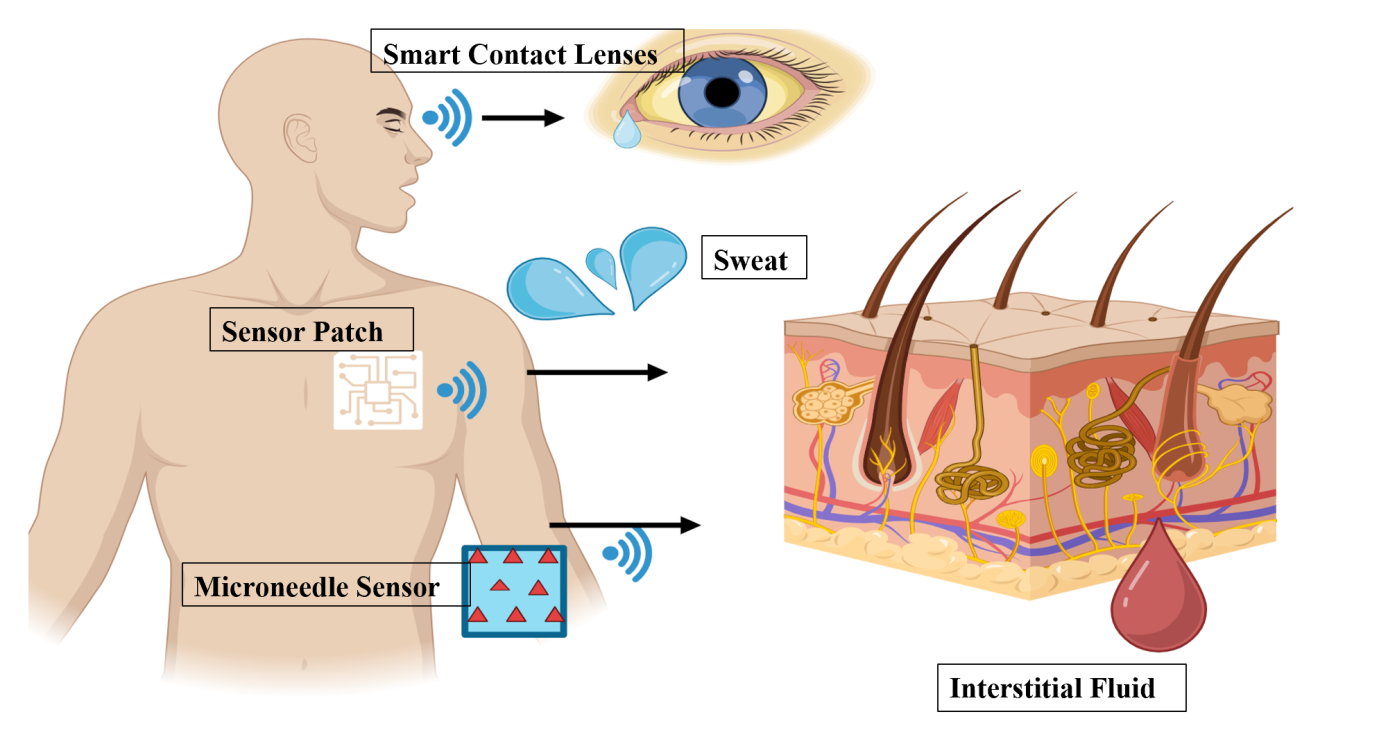 Smart Contact Lenses
Sweat
Sensor Patch
Microneedle Sensor
Interstitial Fluid